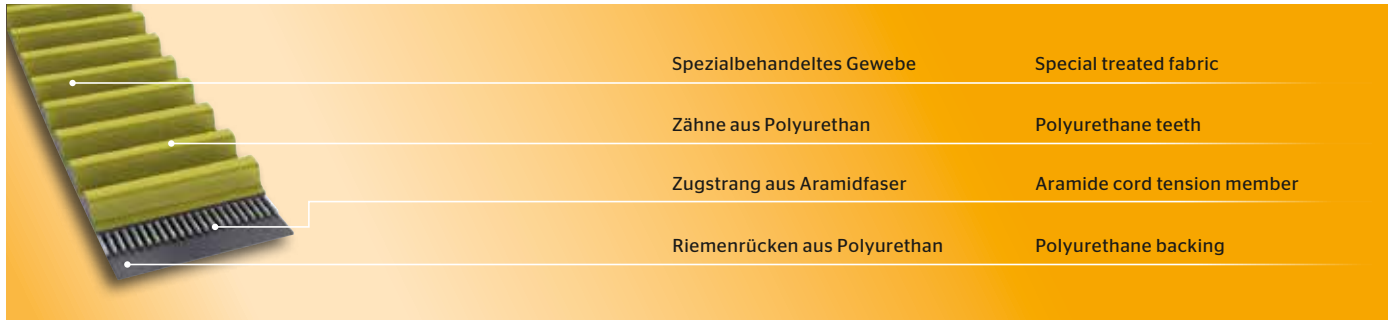 Spezialbehandeltes Gewebe Special treated fabric
Zähne aus Polyurethan Polyurethane teeth
Zugstrang aus Aramidfaser Aramide cord tension member
Riemenrücken aus Polyurethan Polyurethane backing